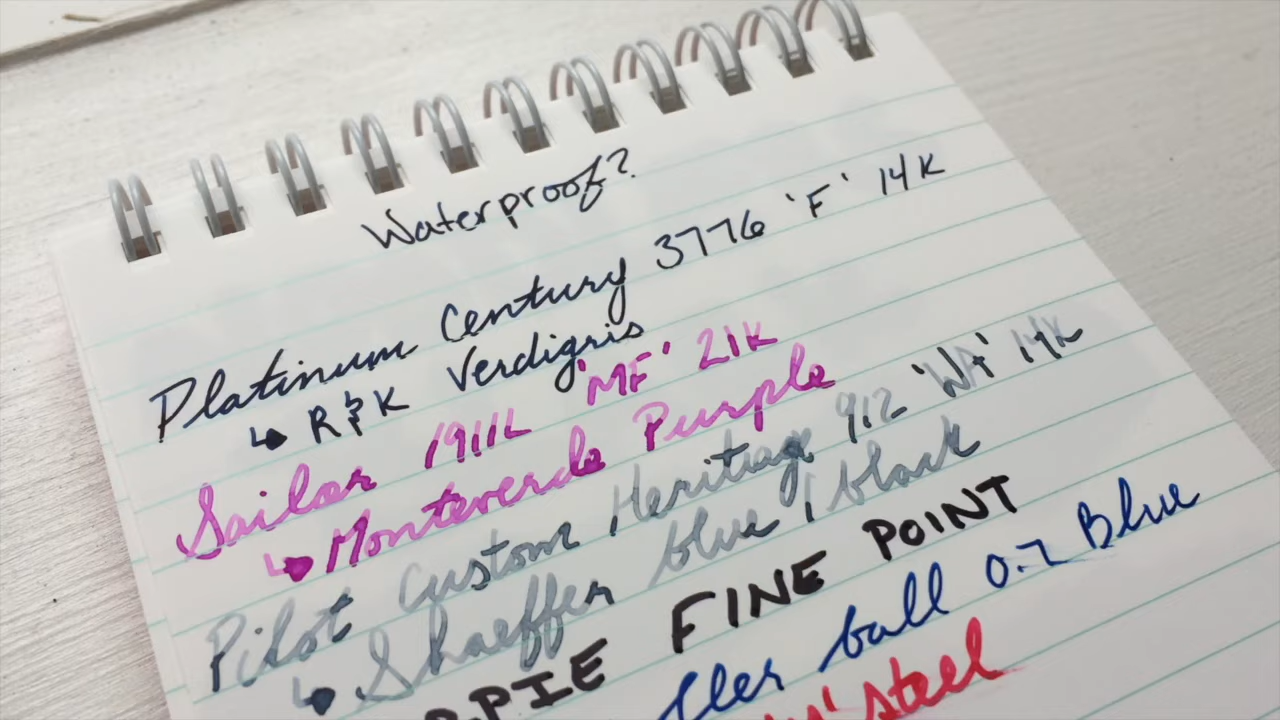 Waterproof?
Platinum Century 3776 'F' 14K
↳ R&K Verdigris
Sailor 1911L 'MF' 21K
↳ Monteverde Purple
Pilot Custom Heritage 912 'WA' 14K
↳ Shaeffer blue/black
FINE POINT
ball 0.7 Blue
steel